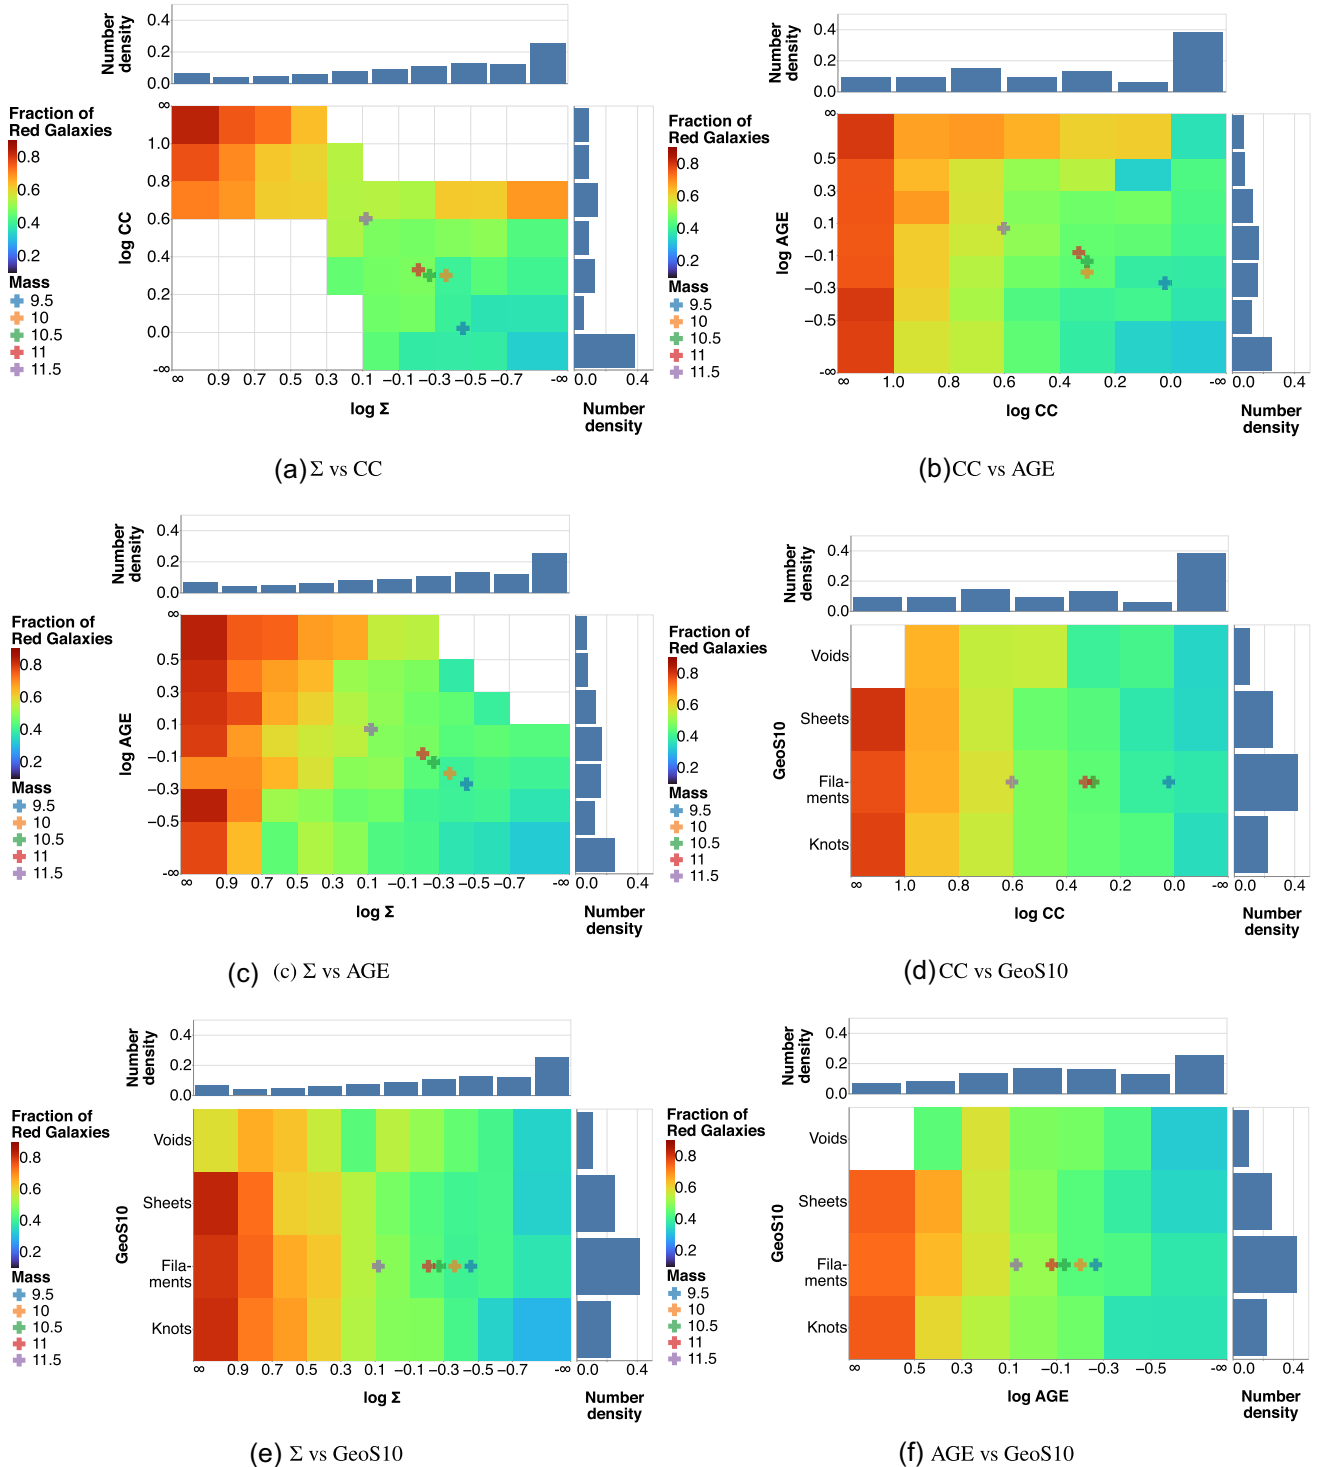 Number
density
0.4
0.2
0.0
Fraction of
Red Galaxies
0.8
0.6
0.4
0.2
Mass
9.5
10
10.5
11
11.5
log CC
∞
1.0
0.8
0.6
0.4
0.2
0.0
-∞
∞ 0.9 0.7 0.5 0.3 0.1 −0.1 −0.3 −0.5 −0.7 -∞
log Σ
0.0 0.4
Number
density
(a) Σ vs CC
Number
density
0.4
0.2
0.0
Fraction of
Red Galaxies
0.8
0.6
0.4
0.2
Mass
9.5
10
10.5
11
11.5
log AGE
∞
0.5
0.3
0.1
−0.1
−0.3
−0.5
-∞
∞ 1.0 0.8 0.6 0.4 0.2 0.0 -∞
log CC
0.0 0.4
Number
density
(b) CC vs AGE
Number
density
0.4
0.2
0.0
Fraction of
Red Galaxies
0.8
0.6
0.4
0.2
Mass
9.5
10
10.5
11
11.5
log AGE
∞
0.5
0.3
0.1
−0.1
−0.3
−0.5
-∞
∞ 0.9 0.7 0.5 0.3 0.1 −0.1 −0.3 −0.5 −0.7 -∞
log Σ
0.0 0.4
Number
density
(c) (c) Σ vs AGE
Number
density
0.4
0.2
0.0
Fraction of
Red Galaxies
0.8
0.6
0.4
0.2
Mass
9.5
10
10.5
11
11.5
GeoS10
Voids
Sheets
Fila-
ments
Knots
∞ 1.0 0.8 0.6 0.4 0.2 0.0 -∞
log CC
0.0 0.4
Number
density
(d) CC vs GeoS10
Number
density
0.4
0.2
0.0
Fraction of
Red Galaxies
0.8
0.6
0.4
0.2
Mass
9.5
10
10.5
11
11.5
GeoS10
Voids
Sheets
Fila-
ments
Knots
∞ 0.9 0.7 0.5 0.3 0.1 −0.1 −0.3 −0.5 −0.7 -∞
log Σ
0.0 0.4
Number
density
(e) Σ vs GeoS10
Number
density
0.4
0.2
0.0
Fraction of
Red Galaxies
0.8
0.6
0.4
0.2
Mass
9.5
10
10.5
11
11.5
GeoS10
Voids
Sheets
Fila-
ments
Knots
∞ 0.5 0.3 0.1 −0.1 −0.3 −0.5 -∞
log AGE
0.0 0.4
Number
density
(f) AGE vs GeoS10